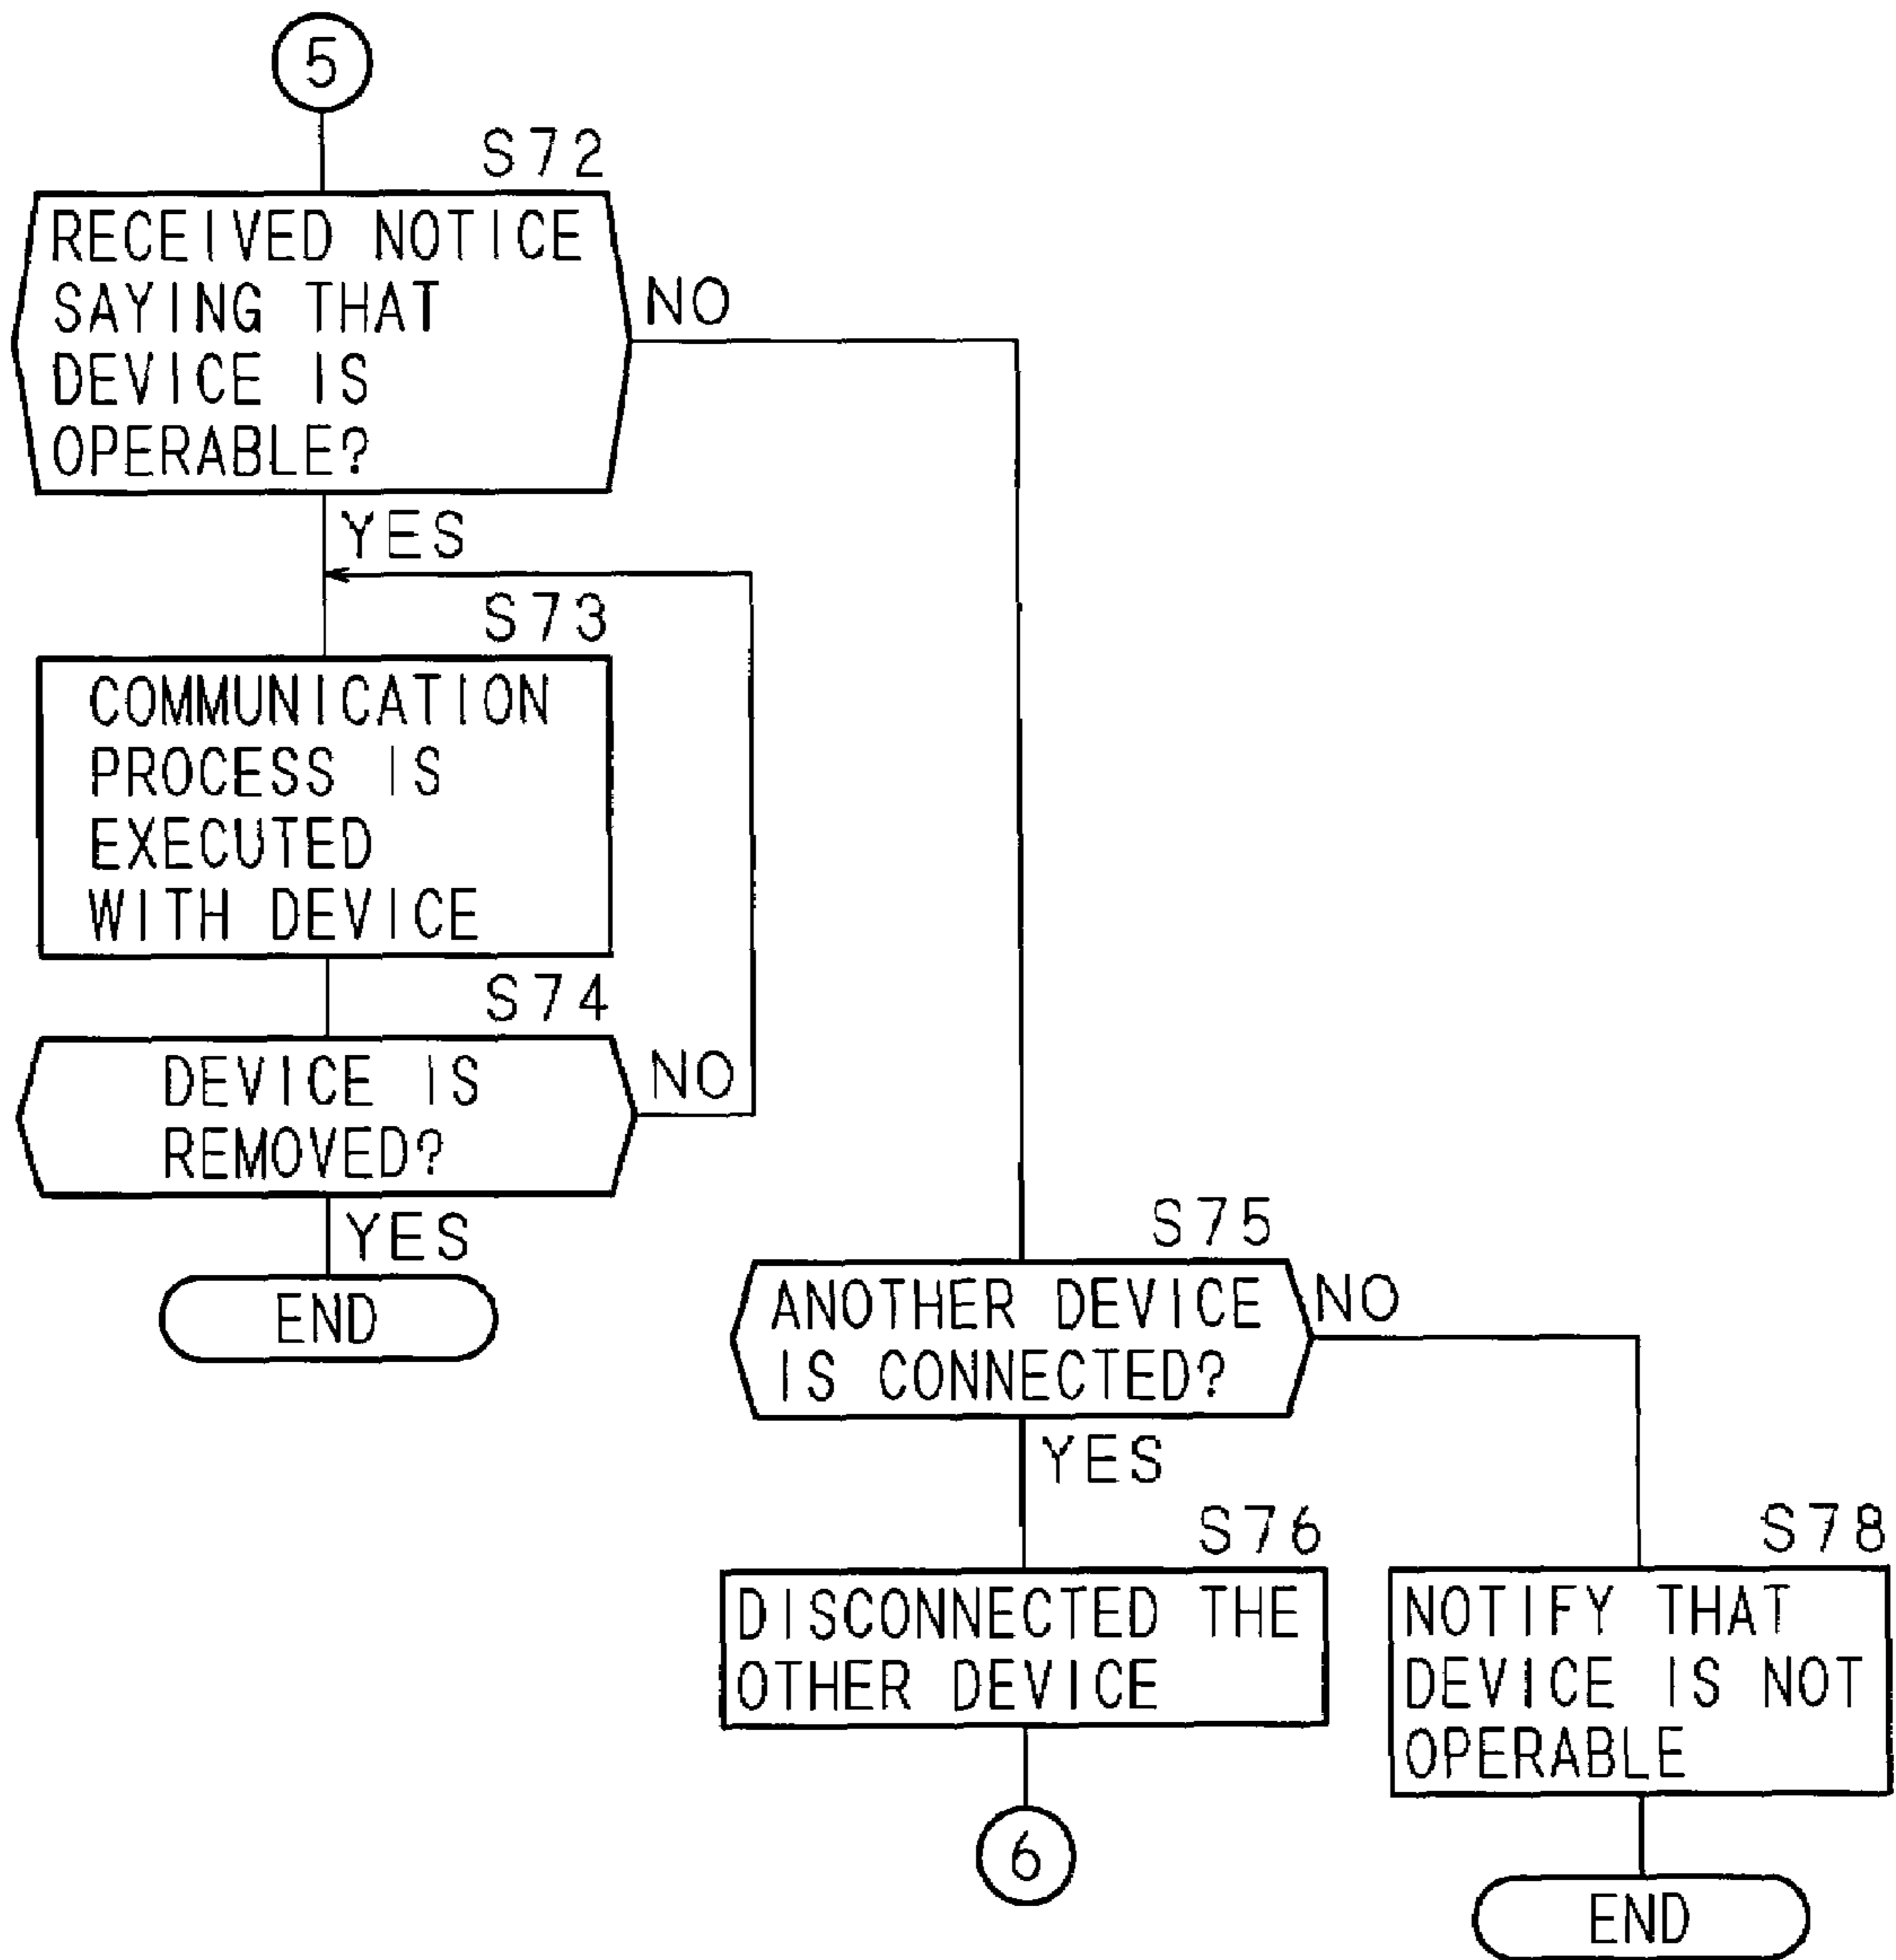 5
S72
RECEIVED NOTICE
SAYING THAT
DEVICE IS
OPERABLE?
NO
YES
S73
COMMUNICATION
PROCESS IS
EXECUTED
WITH DEVICE
S74
DEVICE IS
REMOVED?
NO
YES
END
S75
ANOTHER DEVICE
IS CONNECTED?
NO
YES
S76
DISCONNECTED THE
OTHER DEVICE
6
S78
NOTIFY THAT
DEVICE IS NOT
OPERABLE
END